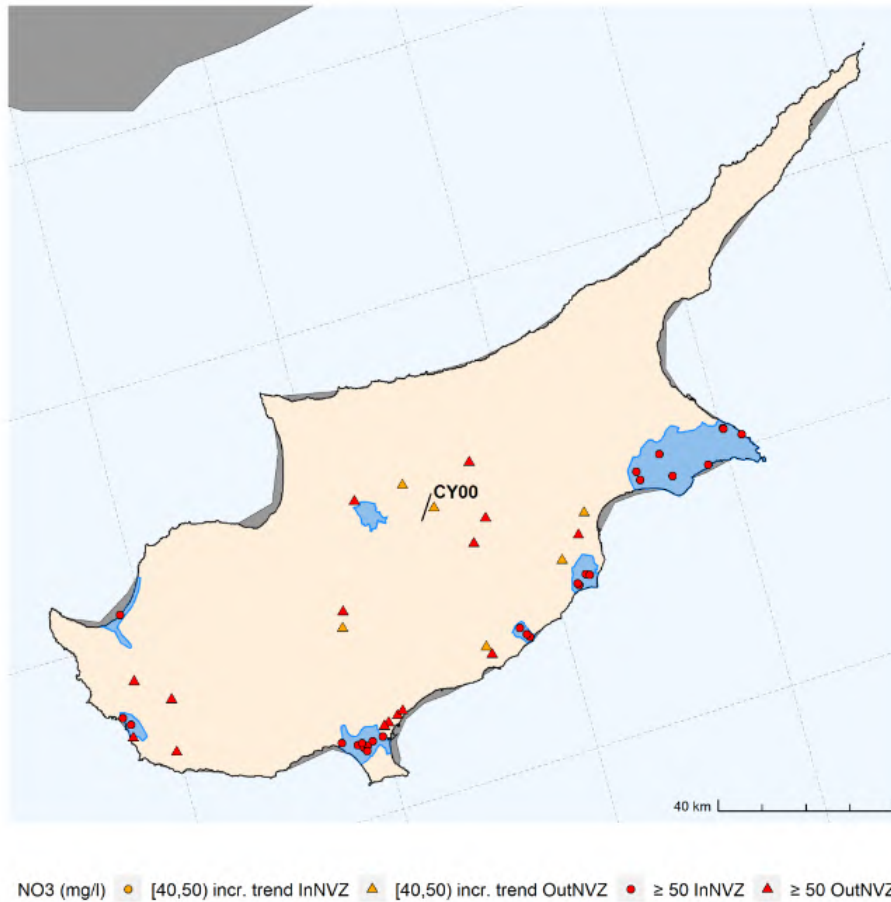 CY00
40 km
NO3 (mg/l) [40,50) incr. trend InNVZ [40,50) incr. trend OutNVZ ≥ 50 InNVZ ≥ 50 OutNVZ